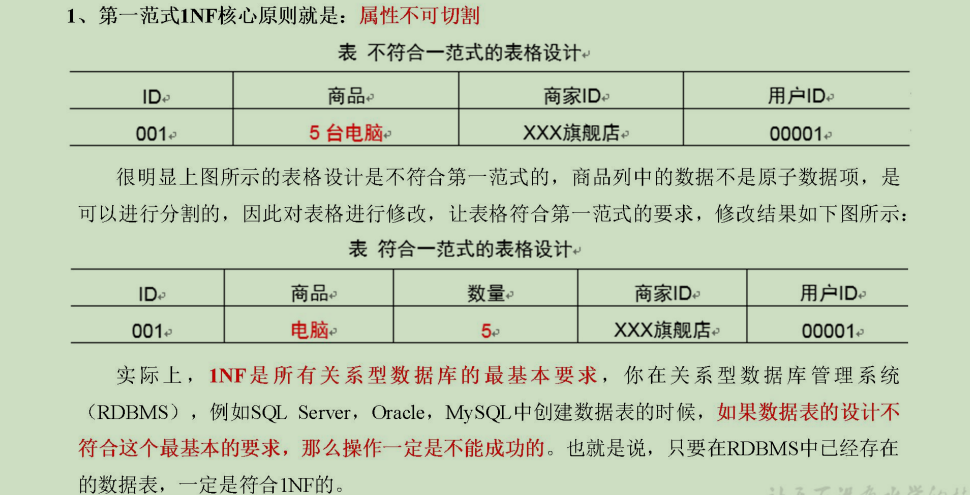 1、第一范式1NF核心原则就是：属性不可切割
表 不符合一范式的表格设计
ID 商品 商家ID 用户ID
001 5 台电脑 XXX旗舰店 00001
很明显上图所示的表格设计是不符合第一范式的，商品列中的数据不是原子数据项，是
可以进行分割的，因此对表格进行修改，让表格符合第一范式的要求，修改结果如下图所示：
表 符合一范式的表格设计
ID 商品 数量 商家ID 用户ID
001 电脑 5 XXX旗舰店 00001
实际上，1NF是所有关系型数据库的最基本要求，你在关系型数据库管理系统
（RDBMS），例如SQL Server，Oracle，MySQL中创建数据表的时候，如果数据表的设计不
符合这个最基本的要求，那么操作一定是不能成功的。也就是说，只要在RDBMS中已经存在
的数据表，一定是符合1NF的。